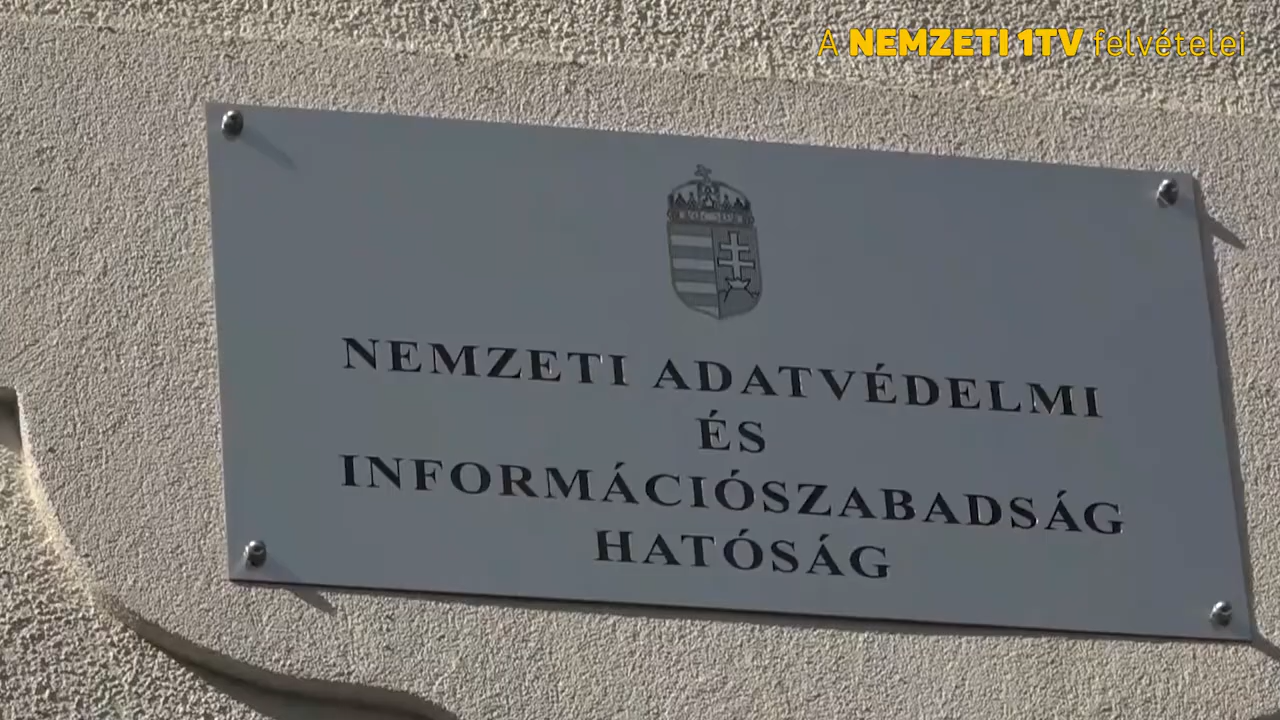 A NEMZETI 1TV felvételei
NEMZETI ADATVÉDELMI
ÉS
INFORMÁCIÓSZABADSÁG
HATÓSÁG